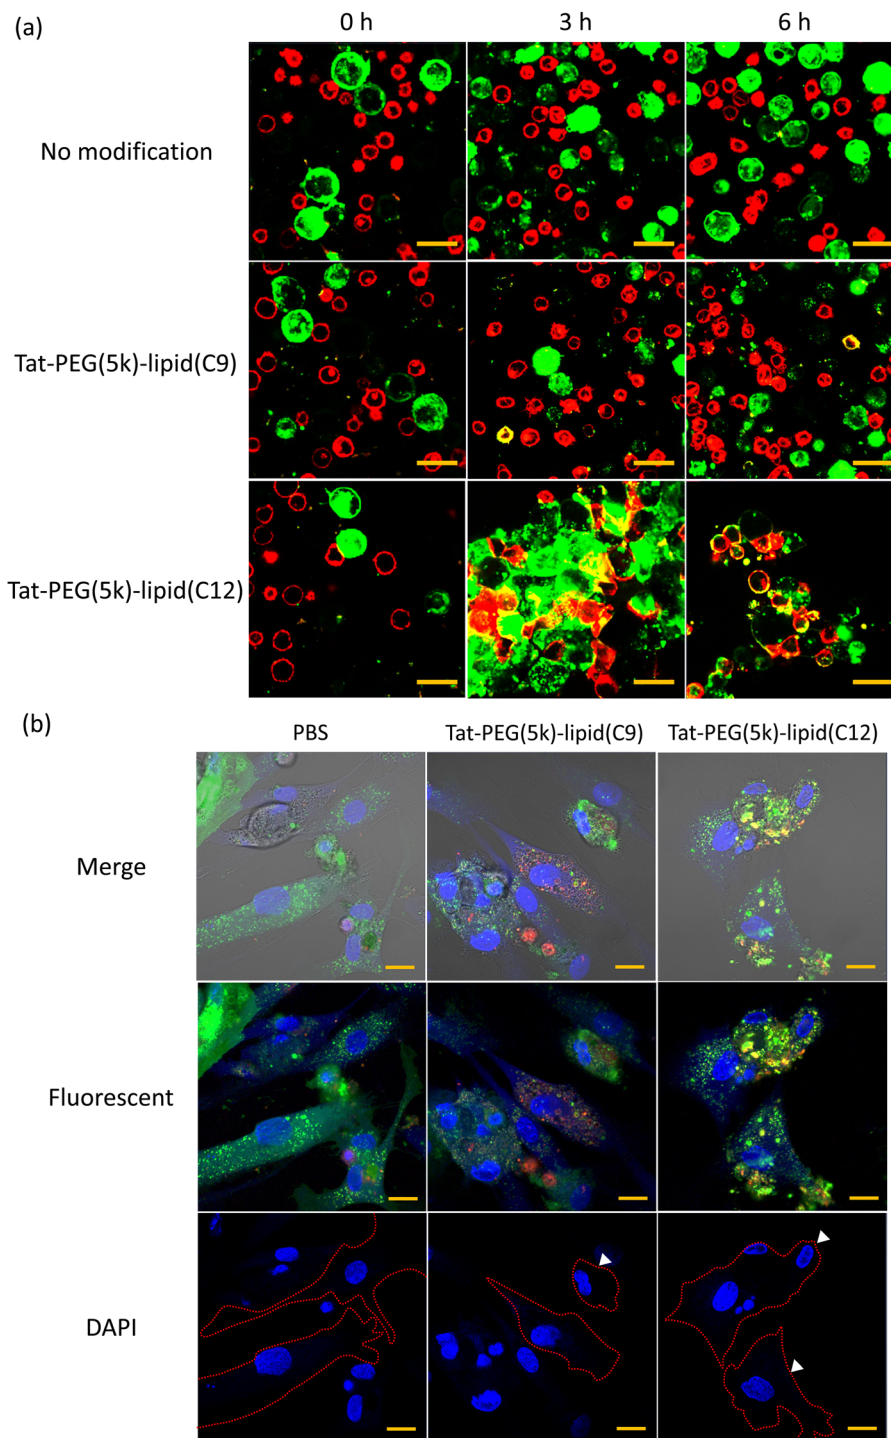 (a)
0 h 3 h 6 h
No modification
Tat-PEG(5k)-lipid(C9)
Tat-PEG(5k)-lipid(C12)
(b)
PBS Tat-PEG(5k)-lipid(C9) Tat-PEG(5k)-lipid(C12)
Merge
Fluorescent
DAPI